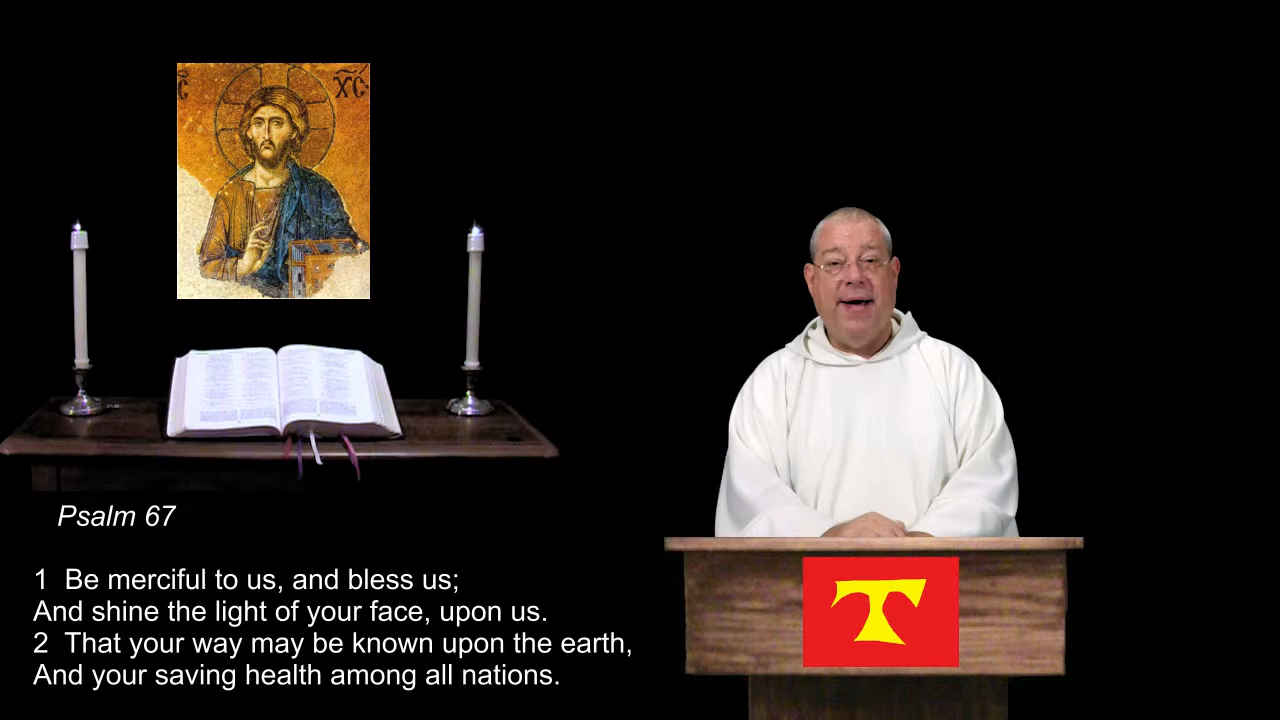 C
XC
Psalm 67
1 Be merciful to us, and bless us;
And shine the light of your face, upon us.
2 That your way may be known upon the earth,
And your saving health among all nations.
T